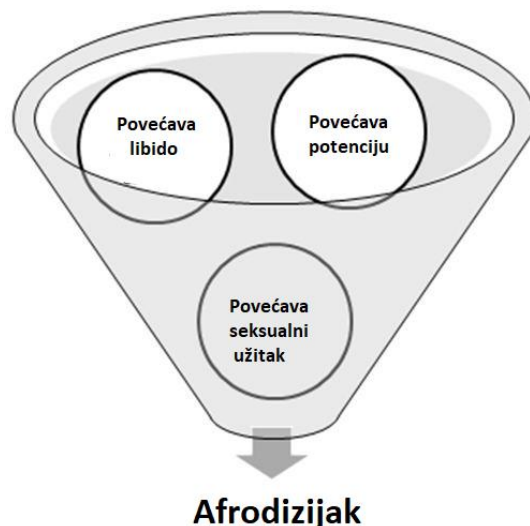 Povećava
libido
Povećava
potenciju
Povećava
seksualni
užitak
Afrodizijak